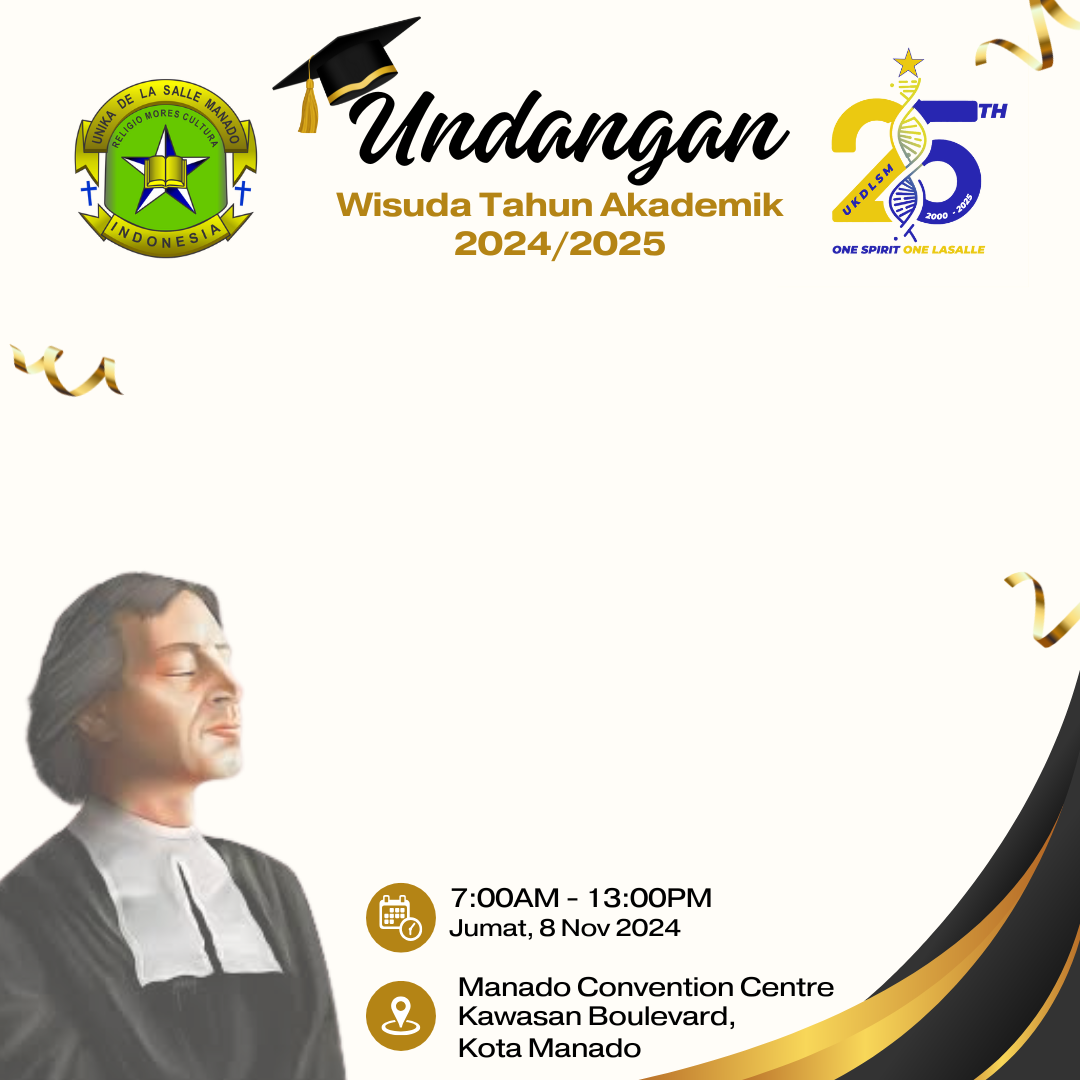 UNIKA DE LA SALLE MANADO
RELIGIO MORES CULTURA
INDONESIA
Undangan
Wisuda Tahun Akademik
2024/2025
25TH
UKDLSM
2000 - 2025
ONE SPIRIT ONE LASALLE
7:00AM - 13:00PM
Jumat, 8 Nov 2024
Manado Convention Centre
Kawasan Boulevard,
Kota Manado